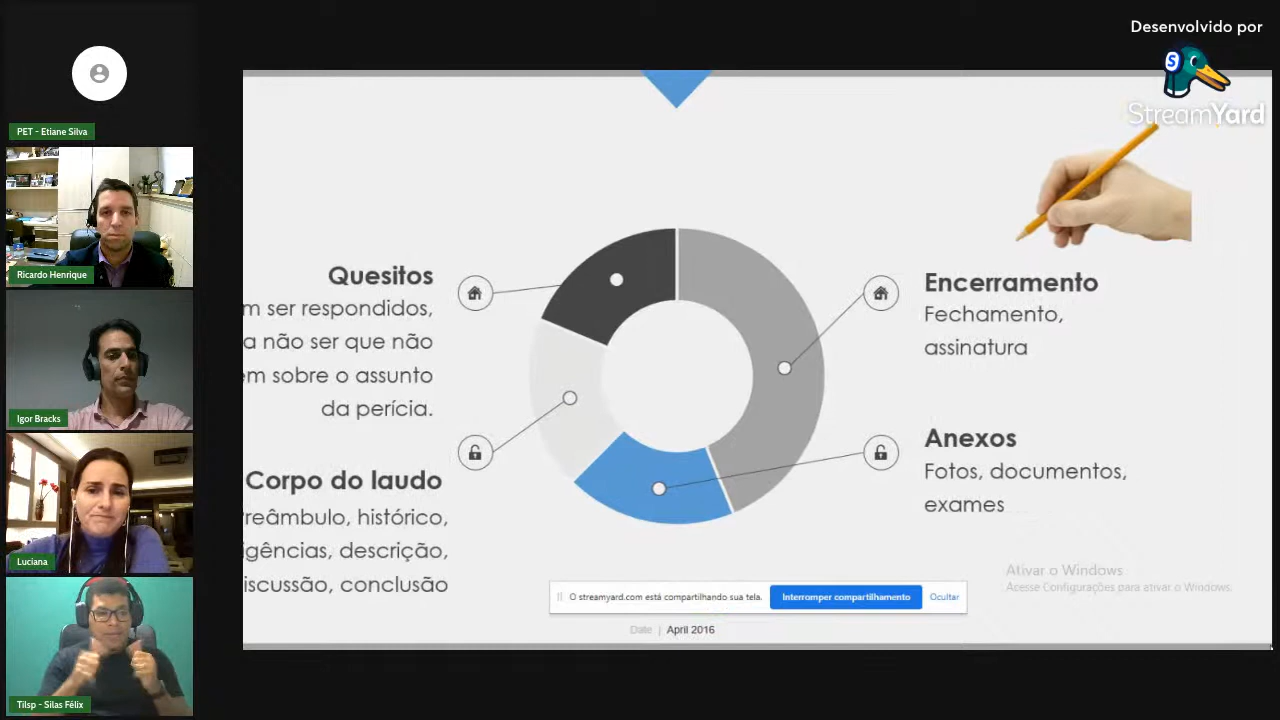 Desenvolvido por
StreamYard
PET - Etiane Silva
Ricardo Henrique
Igor Bracks
Luciana
Tilsp - Silas Félix
Quesitos
m ser respondidos,
a não ser que não
em sobre o assunto
da perícia.
Corpo do laudo
reâmbulo, histórico,
igências, descrição,
iscussão, conclusão
Encerramento
Fechamento,
assinatura
Anexos
Fotos, documentos,
exames
Ativar o Windows
Acesse Configurações para ativar o Windows.
O streamyard.com está compartilhando sua tela.
Interromper compartilhamento
Ocultar
Date | April 2016